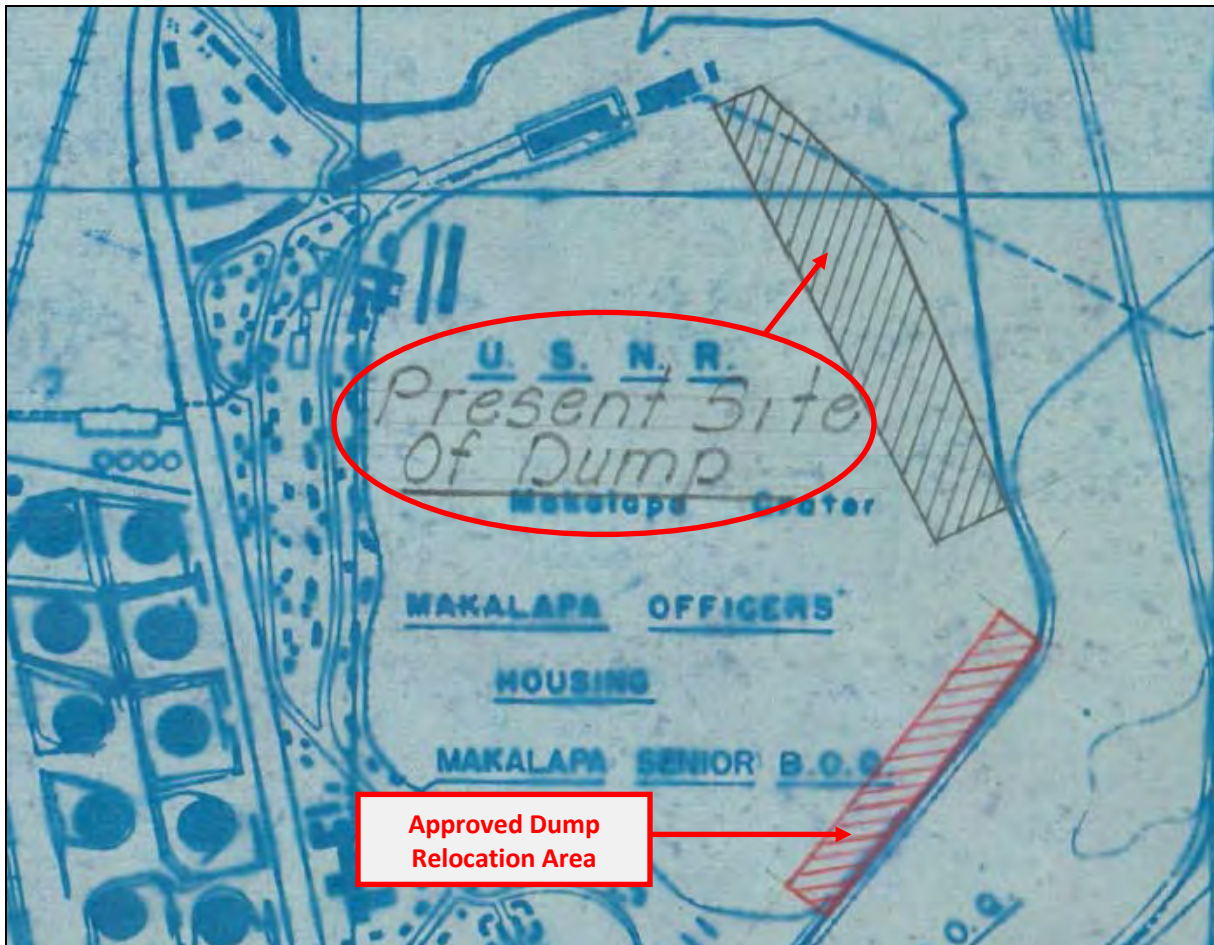 U. S. N. R.
Present Site
Of Dump
Makalapa Crater
MAKALAPA OFFICERS'
HOUSING
MAKALAPA SENIOR B.O.Q.
Approved Dump
Relocation Area
O.Q.